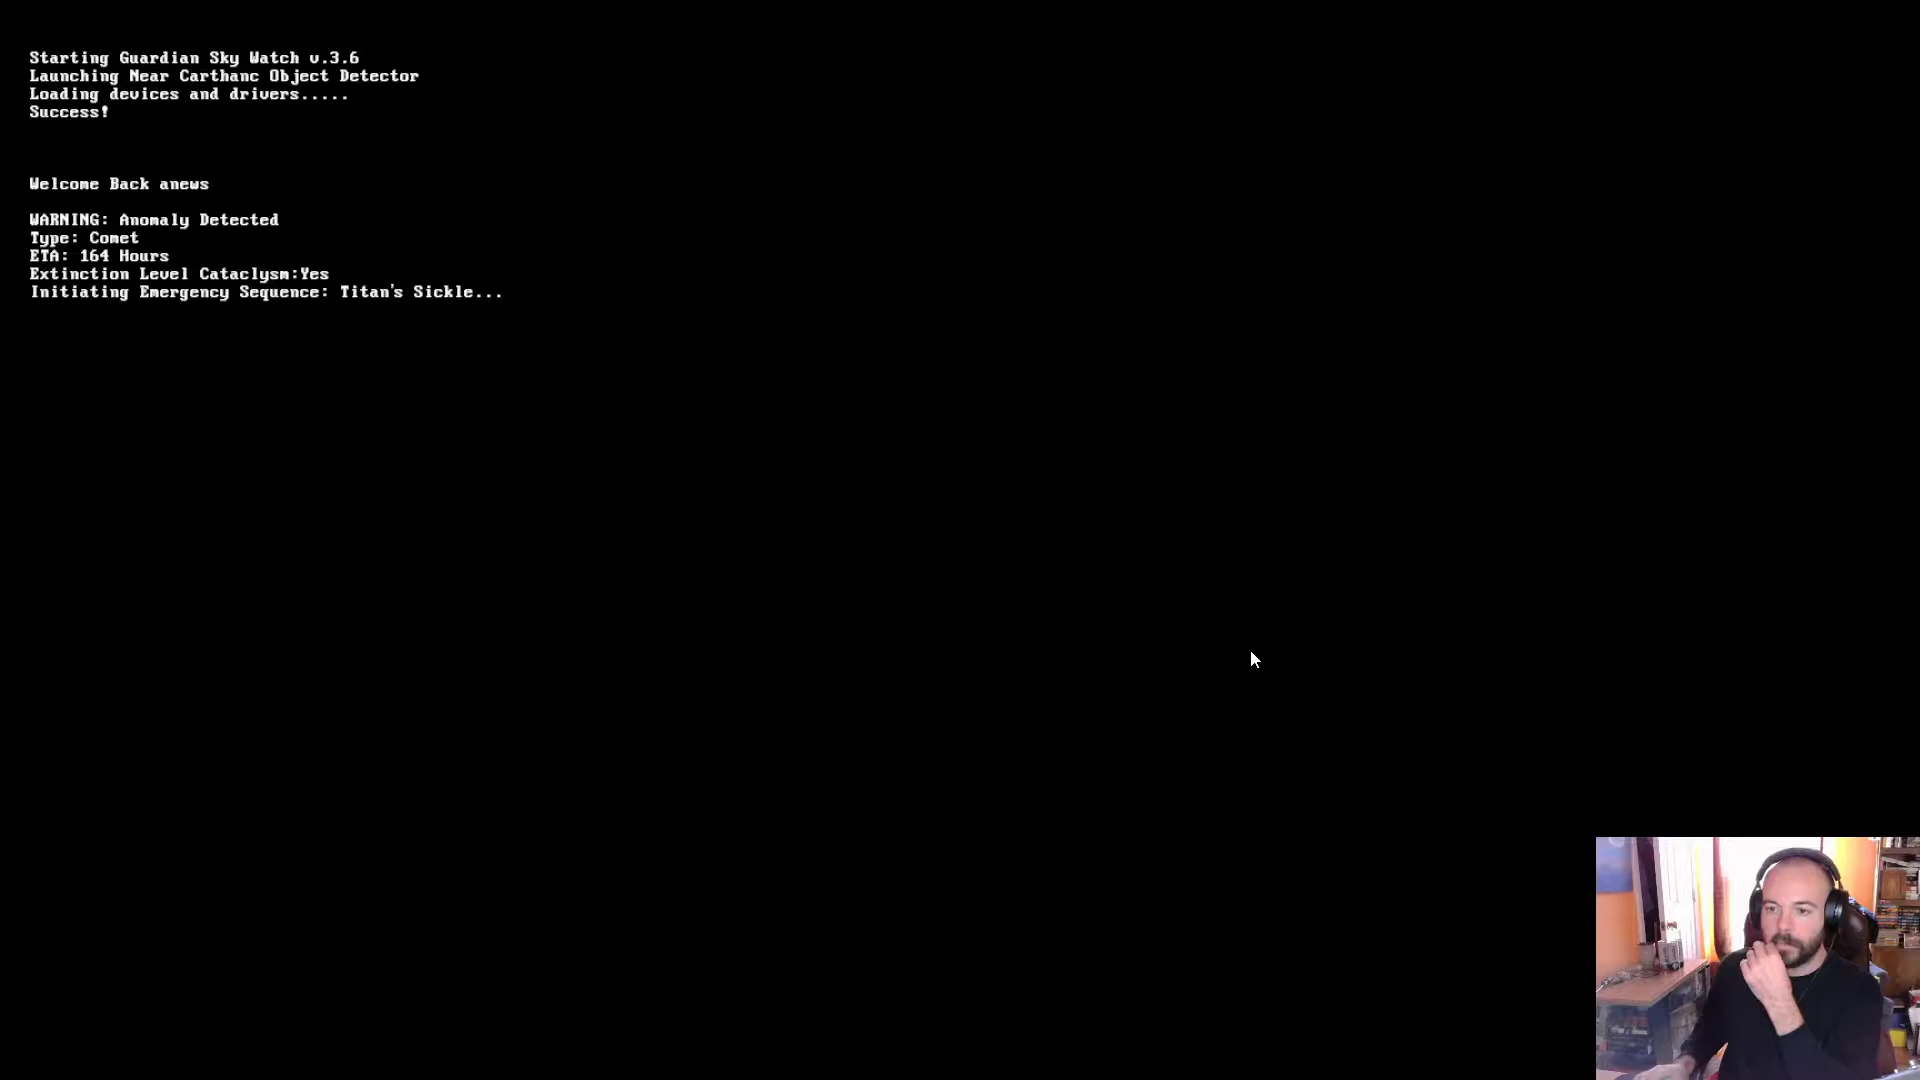 Starting Guardian Sky Watch v.3.6
Launching Near Carthanc Object Detector
Loading devices and drivers.....
Success!
Welcome Back anews
WARNING: Anomaly Detected
Type: Comet
ETA: 164 Hours
Extinction Level Cataclysm:Yes
Initiating Emergency Sequence: Titan's Sickle...